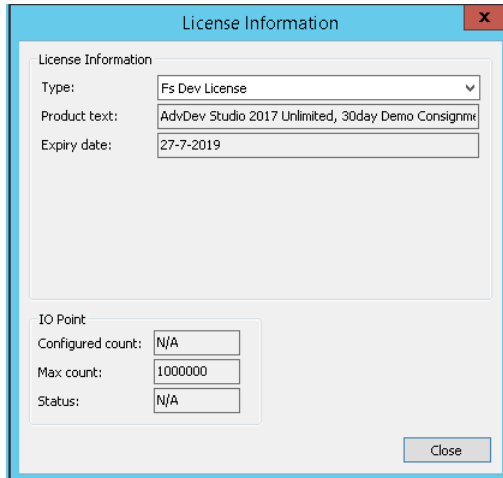 License Information
x
License Information
Type: Fs Dev License
Product text: AdvDev Studio 2017 Unlimited, 30day Demo Consignme
Expiry date: 27-7-2019
IO Point
Configured count: N/A
Max count: 1000000
Status: N/A
Close